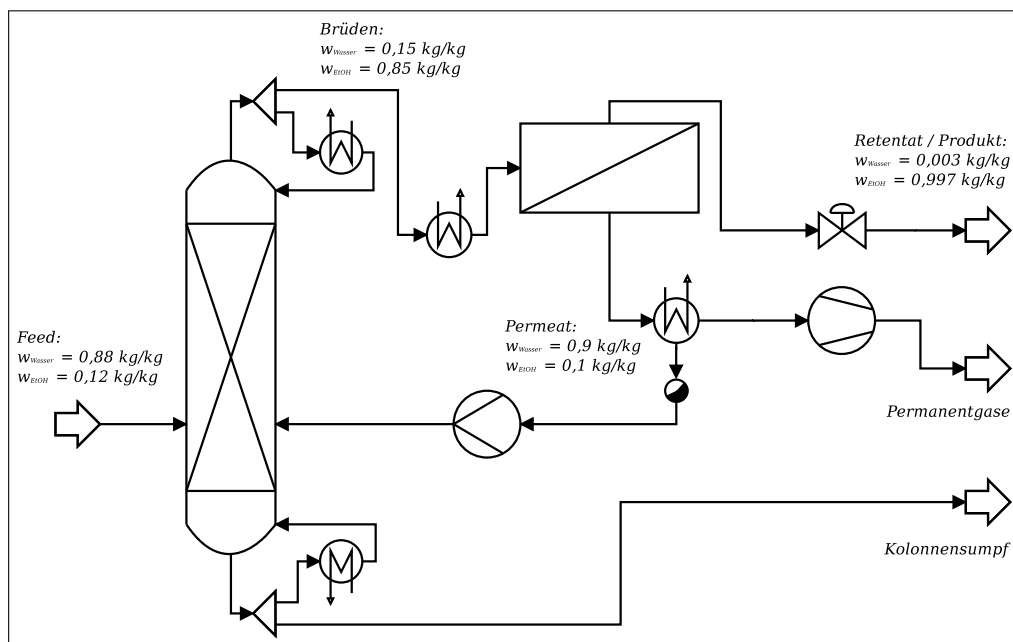 Brüden:
wWasser = 0,15 kg/kg
wEtOH = 0,85 kg/kg
Retentat / Produkt:
wWasser = 0,003 kg/kg
wEtOH = 0,997 kg/kg
Feed:
wWasser = 0,88 kg/kg
wEtOH = 0,12 kg/kg
Permeat:
wWasser = 0,9 kg/kg
wEtOH = 0,1 kg/kg
Permanentgase
Kolonnensumpf